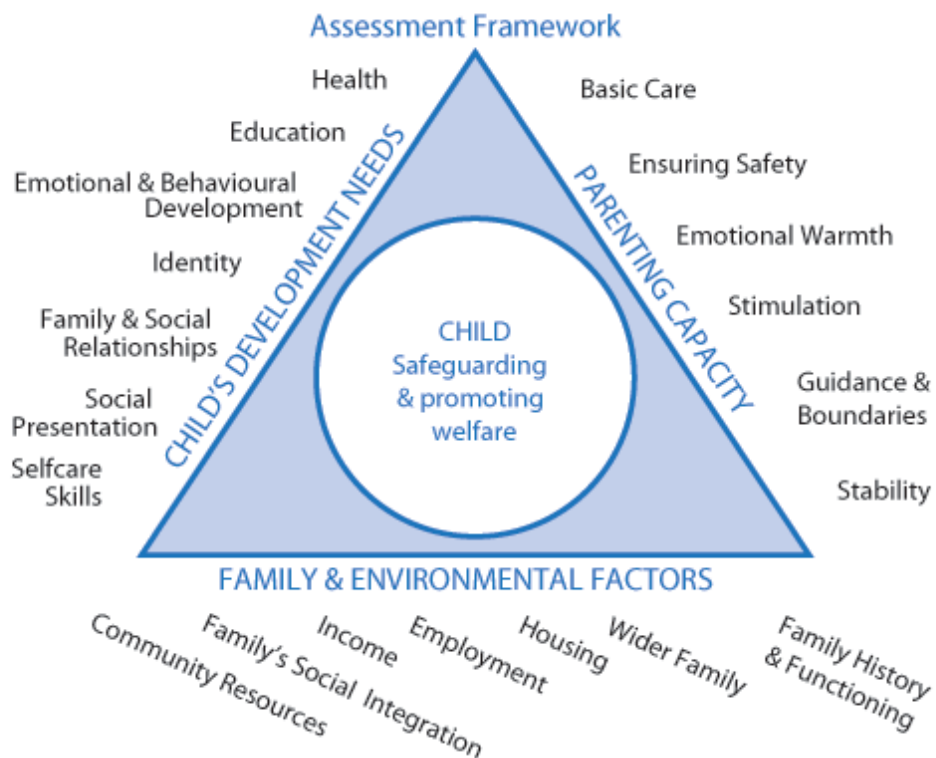 Assessment Framework
Health
Education
Emotional & Behavioural
Development
Identity
Family & Social
Relationships
Social
Presentation
Selfcare
Skills
CHILD'S DEVELOPMENT NEEDS
CHILD
Safeguarding
& promoting
welfare
PARENTING CAPACITY
Basic Care
Ensuring Safety
Emotional Warmth
Stimulation
Guidance &
Boundaries
Stability
FAMILY & ENVIRONMENTAL FACTORS
Community Resources
Family's Social Integration
Income
Employment
Housing
Wider Family
Family History
& Functioning